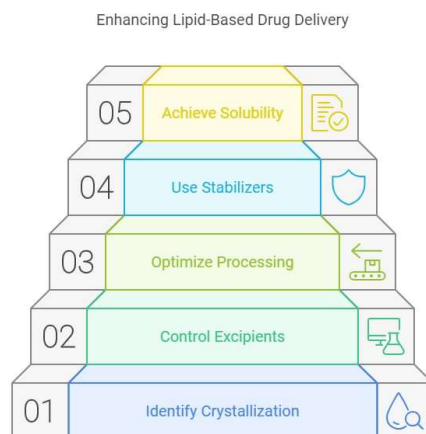 Enhancing Lipid-Based Drug Delivery
05 Achieve Solubility
04 Use Stabilizers
03 Optimize Processing
02 Control Excipients
01 Identify Crystallization